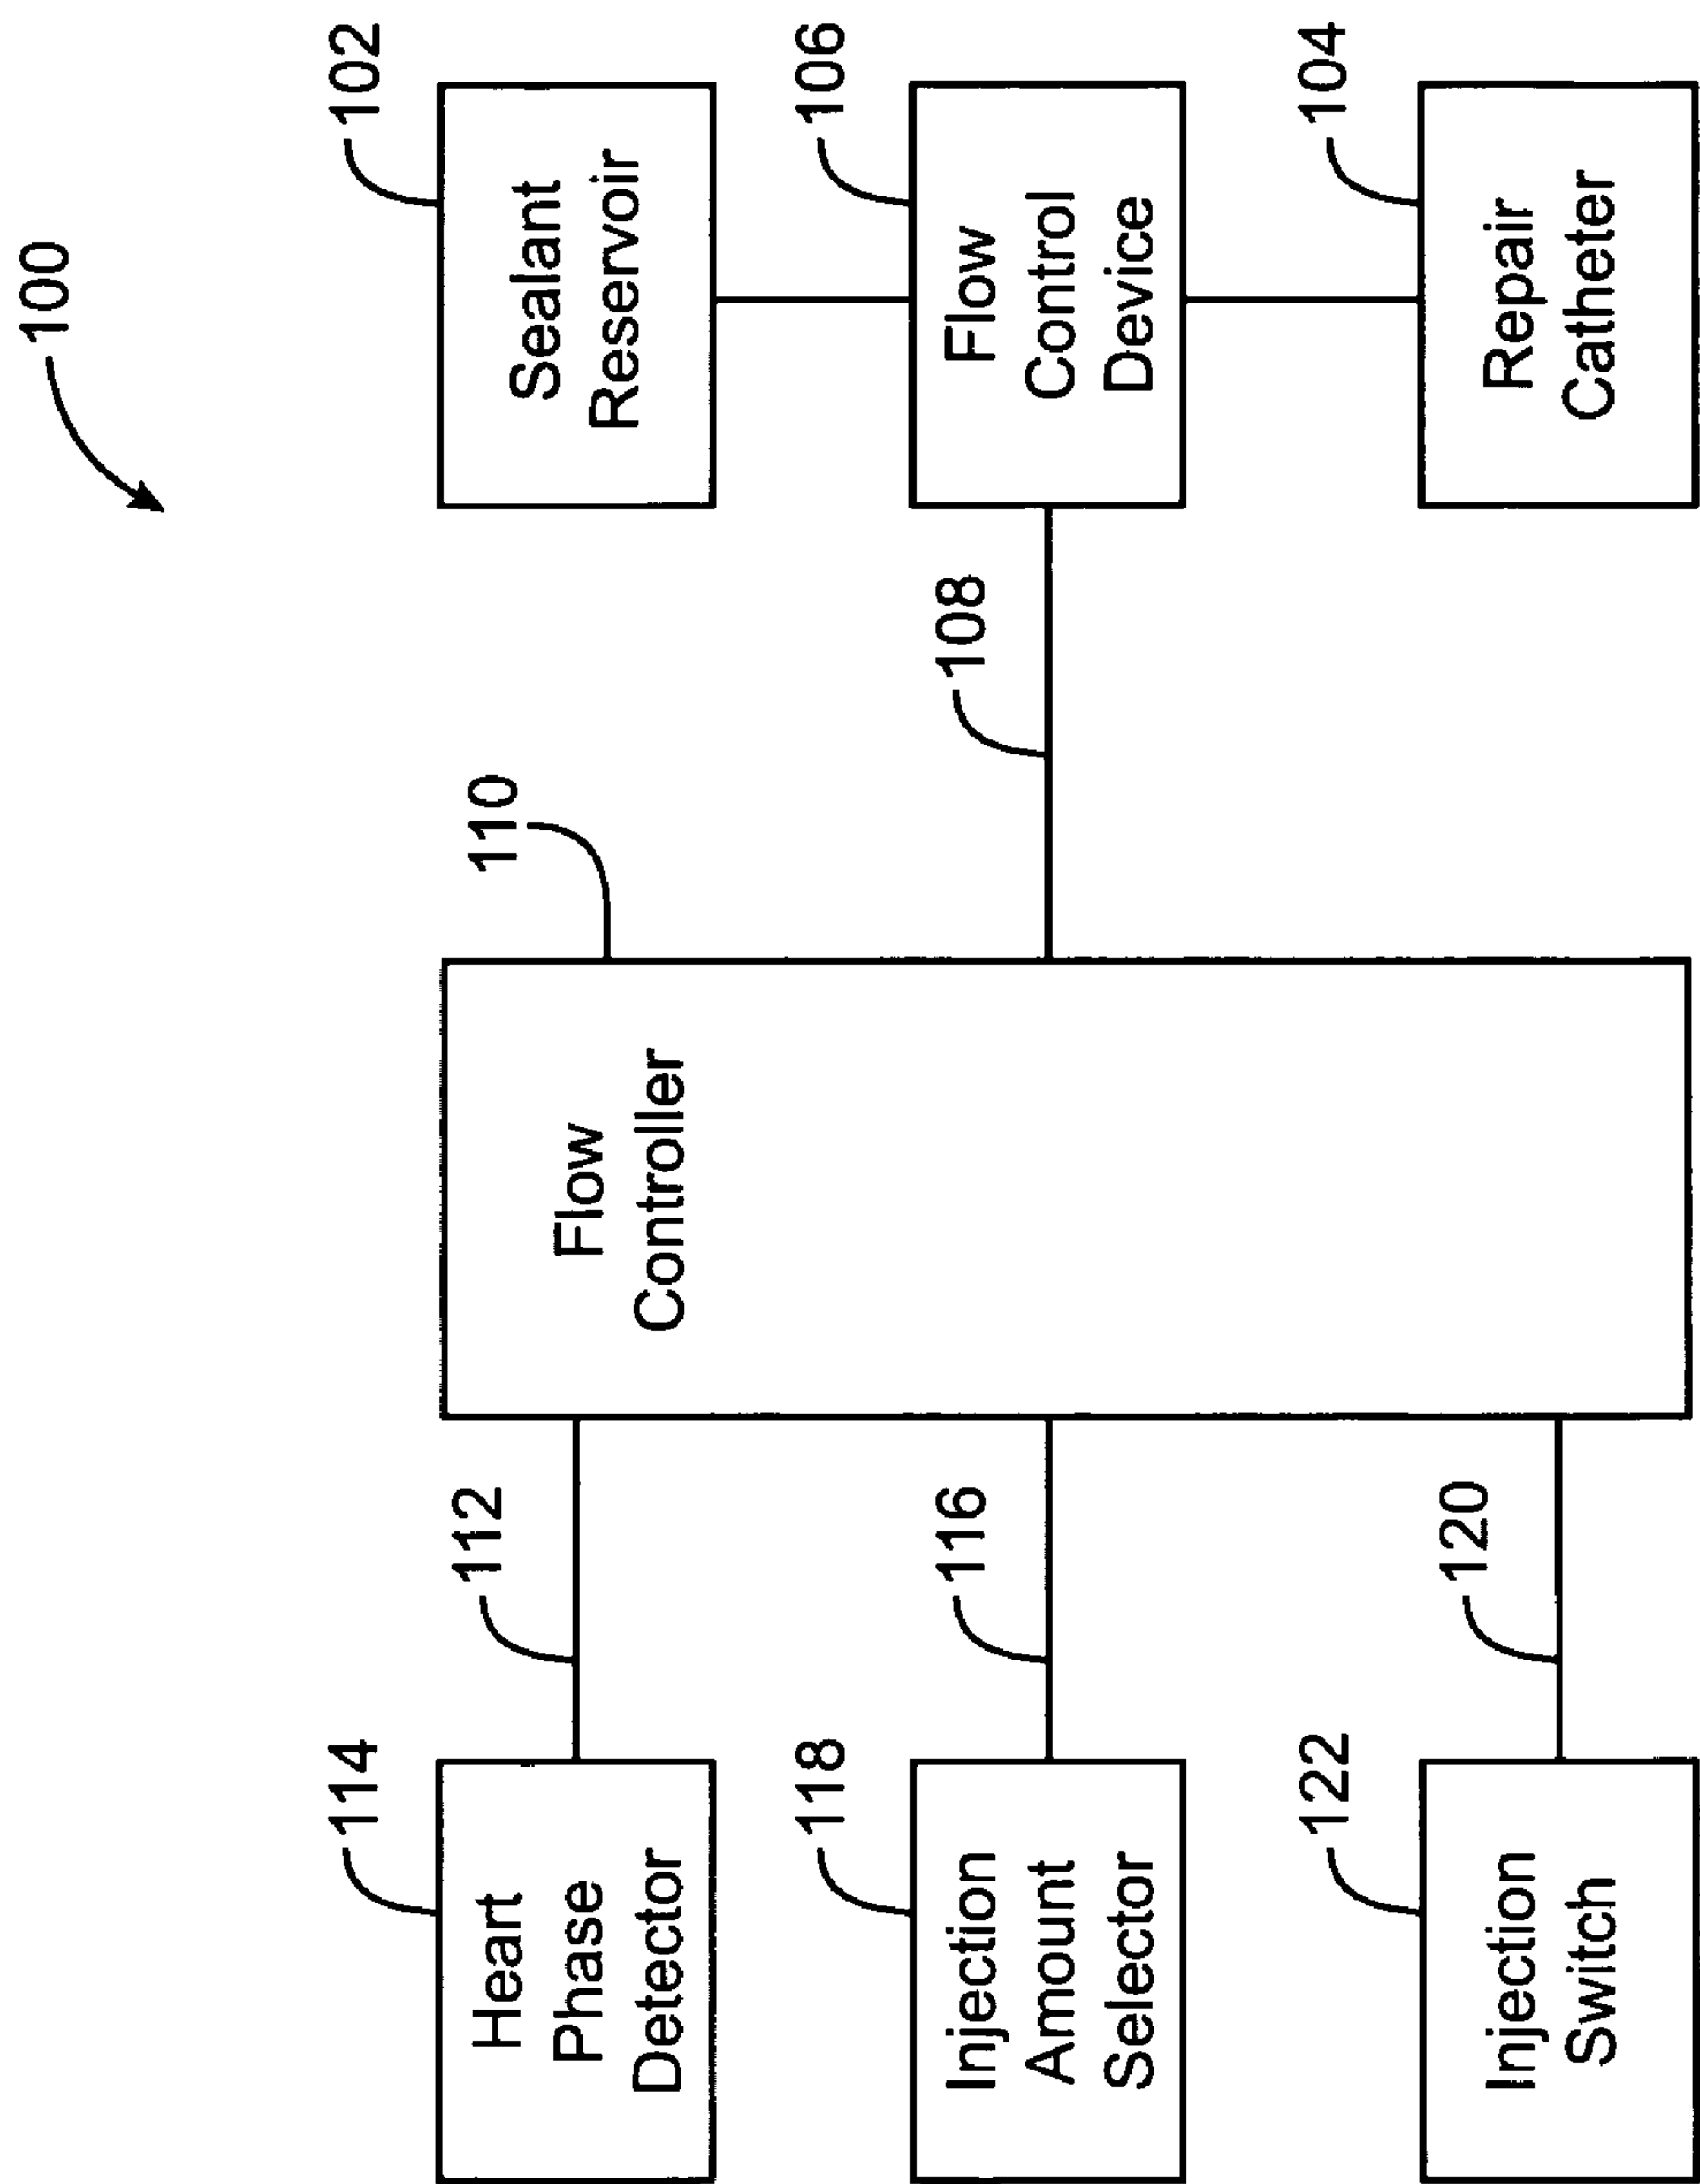 100
114
102
Heart
Phase
Detector
112
110
Flow
Controller
Sealant
Reservoir
118
106
Injection
Amount
Selector
116
108
Flow
Control
Device
122
104
Injection
Switch
120
Repair
Catheter